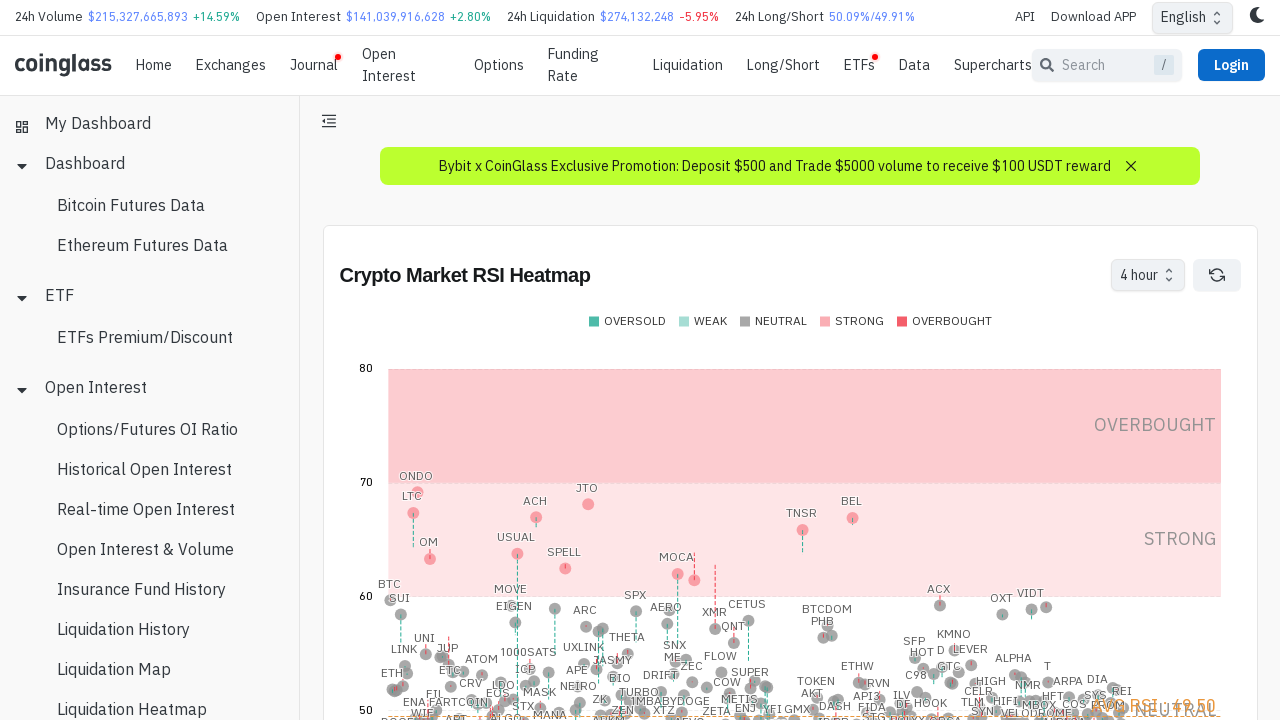 24h Volume $215,327,665,893 +14.59% Open Interest $141,039,916,628 +2.80% 24h Liquidation $274,132,248 -5.95% 24h Long/Short 50.09%/49.91% API Download APP English
coinglass Home Exchanges Journal Open Interest Options Funding Rate Liquidation Long/Short ETFs Data Supercharts Search / Login
My Dashboard
Dashboard
Bitcoin Futures Data
Ethereum Futures Data
ETF
ETFs Premium/Discount
Open Interest
Options/Futures OI Ratio
Historical Open Interest
Real-time Open Interest
Open Interest & Volume
Insurance Fund History
Liquidation History
Liquidation Map
Liquidation Heatmap
Bybit x CoinGlass Exclusive Promotion: Deposit $500 and Trade $5000 volume to receive $100 USDT reward
Crypto Market RSI Heatmap 4 hour
OVERSOLD WEAK NEUTRAL STRONG OVERBOUGHT
80
OVERBOUGHT
70
ONDO
LTC
JTO
ACH
BEL
TNSR
STRONG
USUAL
OM
SPELL
MOCA
60
BTC
MOVE
ACX
VIDT
SUI
EIGEN
ARC
SPX
AERO
XMR
CETUS
BTCDOM
PHB
OXT
QNT
UNI
THETA
KMNO
LINK
JUP
1000SATS
UXLINK
SNX
SFP
ATOM
JASMY
ME
FLOW
HOT
D
LEVER
ALPHA
ETH
ETC
ICP
APE
BIO
DRIFT
ZEC
SUPER
ETHW
GTC
T
CRV
LDO
NEIRO
COW
TOKEN
RVN
C98
HIGH
NMR
ARPA
DIA
FIL
EOS
MASK
TURBO
METIS
AKT
API3
ILV
CELR
HFT
SYS
REI
ENA
FARTCOIN
STX
ZK
1MBABYDOGE
ENJ
YFI
GMX
DASH
FIDA
DF
HOOK
TLM
HIFI
COS
PROM
WIF
MANA
ZEN
XTZ
ZETA
SYN
VELODROME
50
NEUTRAL